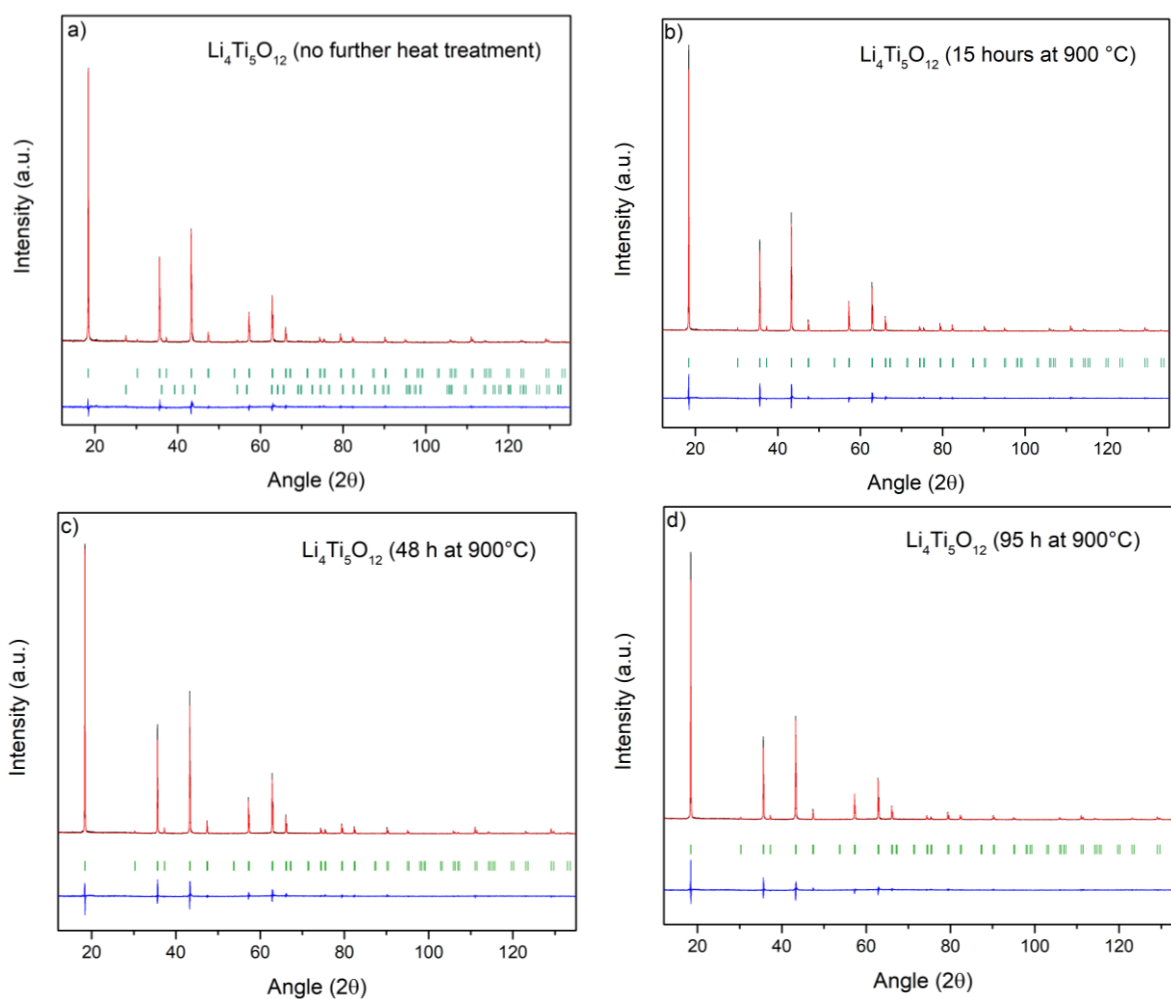 a)
Li₄Ti₅O₁₂ (no further heat treatment)
Intensity (a.u.)
20 40 60 80 100 120
Angle (2θ)
b)
Li₄Ti₅O₁₂ (15 hours at 900 °C)
Intensity (a.u.)
20 40 60 80 100 120
Angle (2θ)
c)
Li₄Ti₅O₁₂ (48 h at 900°C)
Intensity (a.u.)
20 40 60 80 100 120
Angle (2θ)
d)
Li₄Ti₅O₁₂ (95 h at 900°C)
Intensity (a.u.)
20 40 60 80 100 120
Angle (2θ)